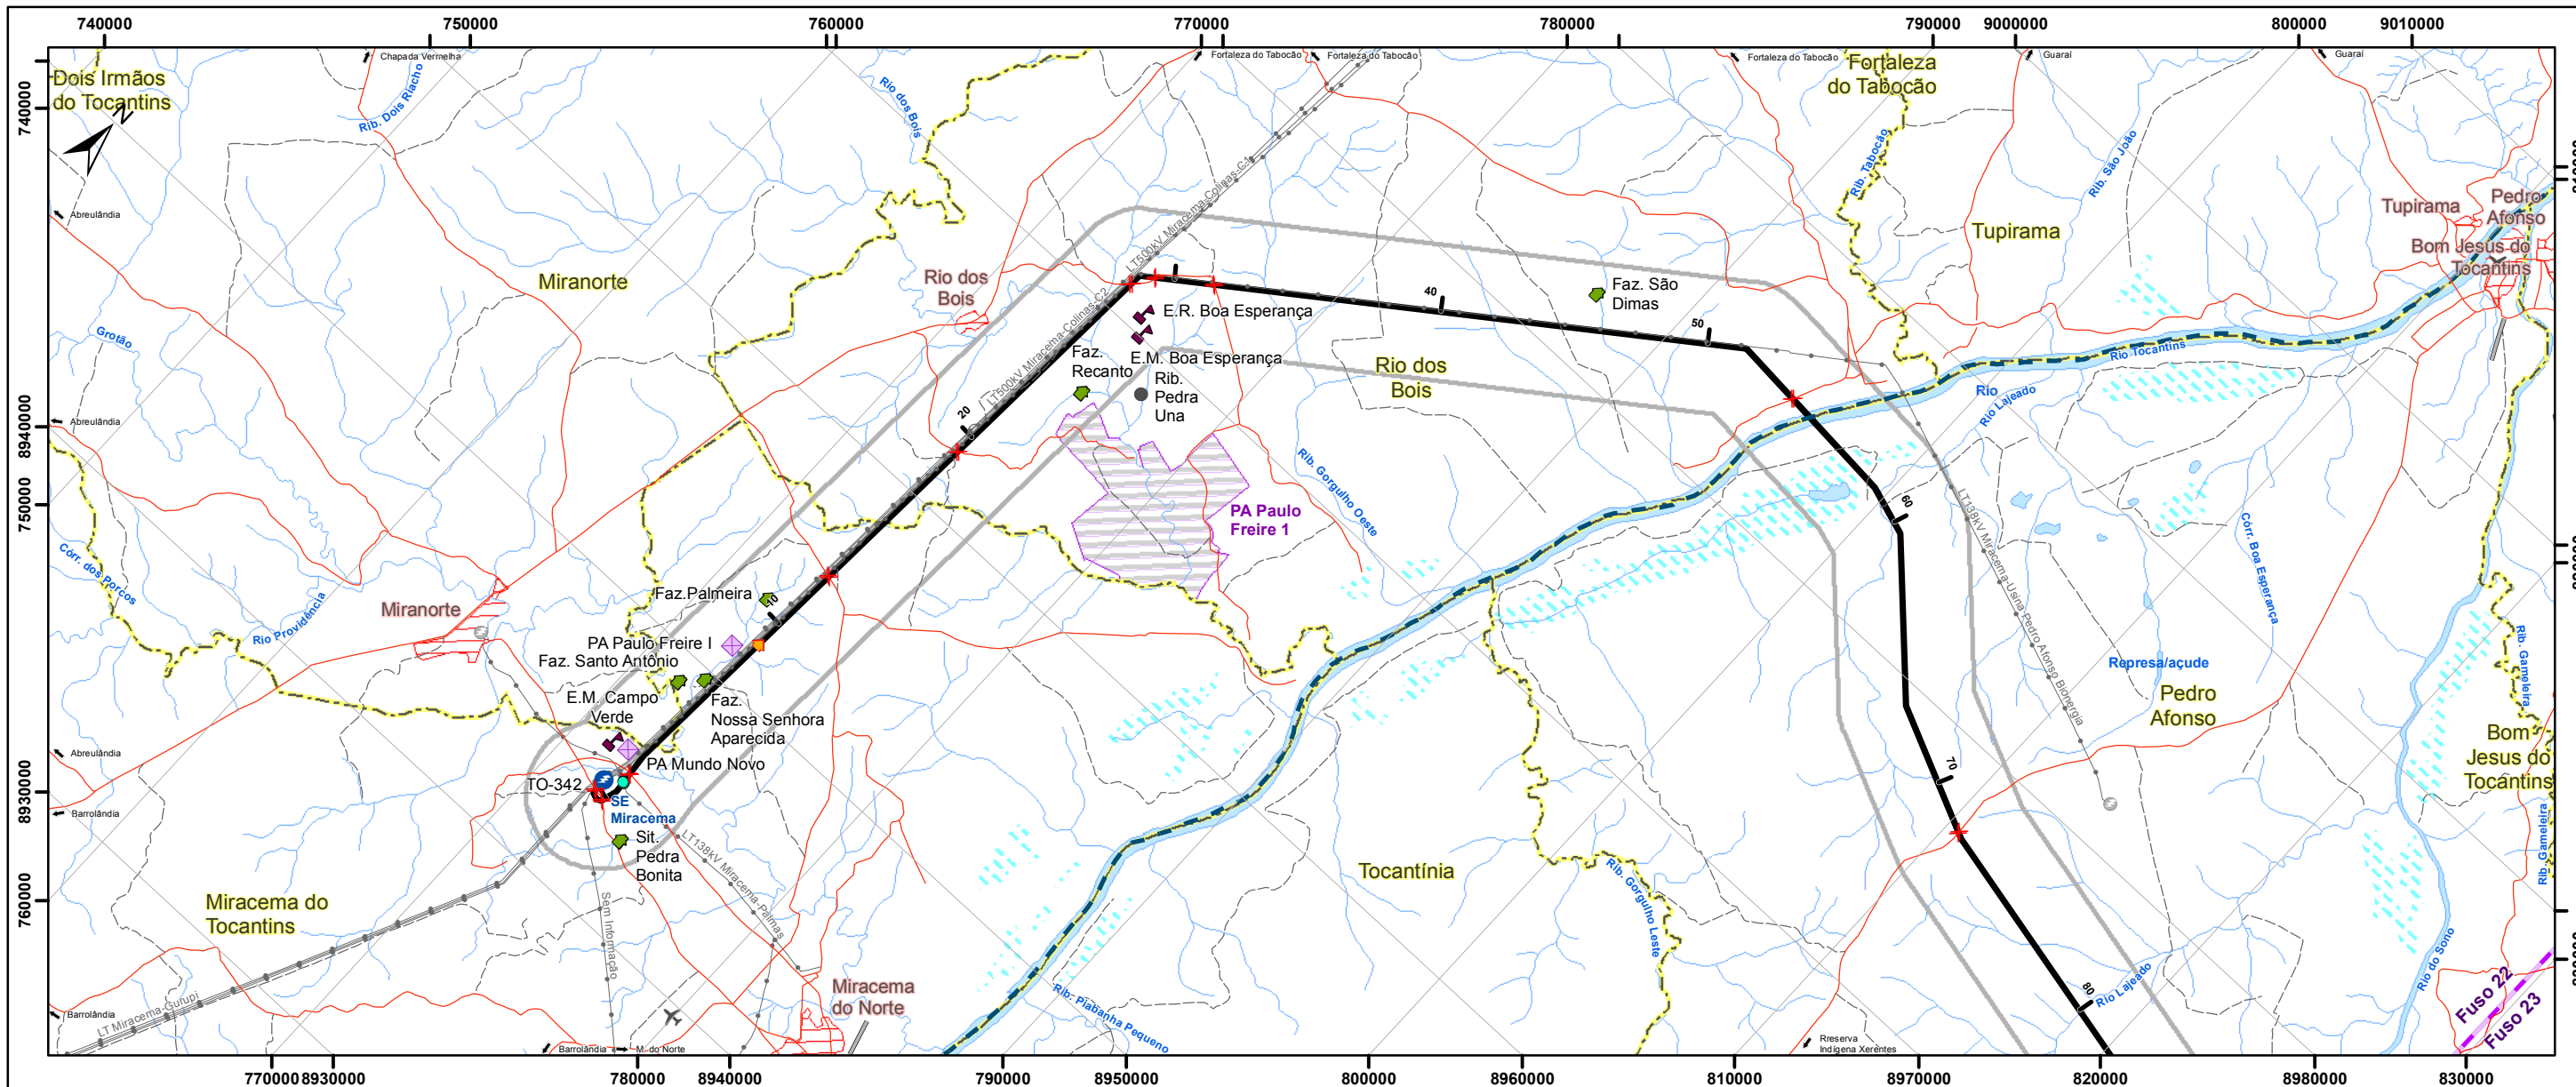 740000
750000
760000
770000
780000
790000
9000000
800000
9010000
Chapada Vermelha
Fortaleza do Tabocão
Fortaleza do Tabocão
Fortaleza do Tabocão
Guaraí
Guaraí
Dois Irmãos
do Tocantins
N
740000
Rib. Dois Riacho
Rio dos Bois
Fortaleza
do Tabocão
Rib. Tabocão
Rib. São João
Abreulândia
Tupirama
Pedro
Afonso
Tupirama
Bom Jesus do
Tocantins
Miranorte
Rio dos
Bois
LT500kV Miracema-Colinas-C1
LT500kV Miracema-Colinas-C2
E.R. Boa Esperança
E.M. Boa Esperança
Faz.
Recanto
Rib.
Pedra
Una
40
50
Faz. São
Dimas
Rio dos
Bois
Rio Tocantins
Rio
Rio Lajeado
Grotão
Abreulândia
8940000
20
750000
PA Paulo
Freire 1
Rib. Gorgulho Oeste
60
LT138kV Miracema-Usina Pedro Afonso Bionergia
Córr. Boa Esperança
Córr. dos Porcos
Rio Providência
Miranorte
Faz.Palmeira
10
PA Paulo Freire I
Faz. Santo Antônio
E.M. Campo
Verde
Faz.
Nossa Senhora
Aparecida
PA Mundo Novo
TO-342
SE
Miracema
Sit.
Pedra
Bonita
LT138kV Miracema-Palmas
Sem Informação
Represa/açude
Pedro
Afonso
Rib. Gameleira
Bom
Jesus do
Tocantins
Rib. Gameleira
Abreulândia
8930000
Barrolândia
70
760000
Miracema do
Tocantins
Tocantínia
Rib. Gorgulho Leste
LT Miracema-Gurupi
Barrolândia
Miracema
do Norte
Rib. Piabanha Pequeno
80
Rio Lajeado
Rio do Sono
Fuso 22
Fuso 23
Barrolândia
M. do Norte
Rreserva
Indígena Xerentes
770000
8930000
780000
8940000
790000
8950000
800000
8960000
810000
8970000
820000
8980000
830000